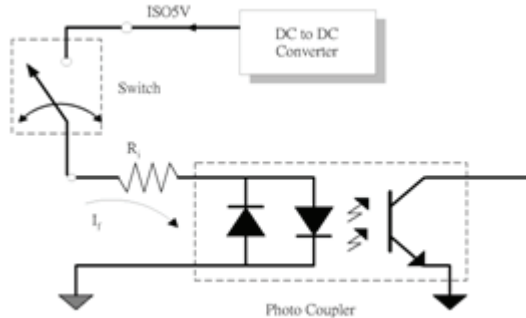 ISO5V
DC to DC
Converter
Switch
Ri
If
Photo Coupler